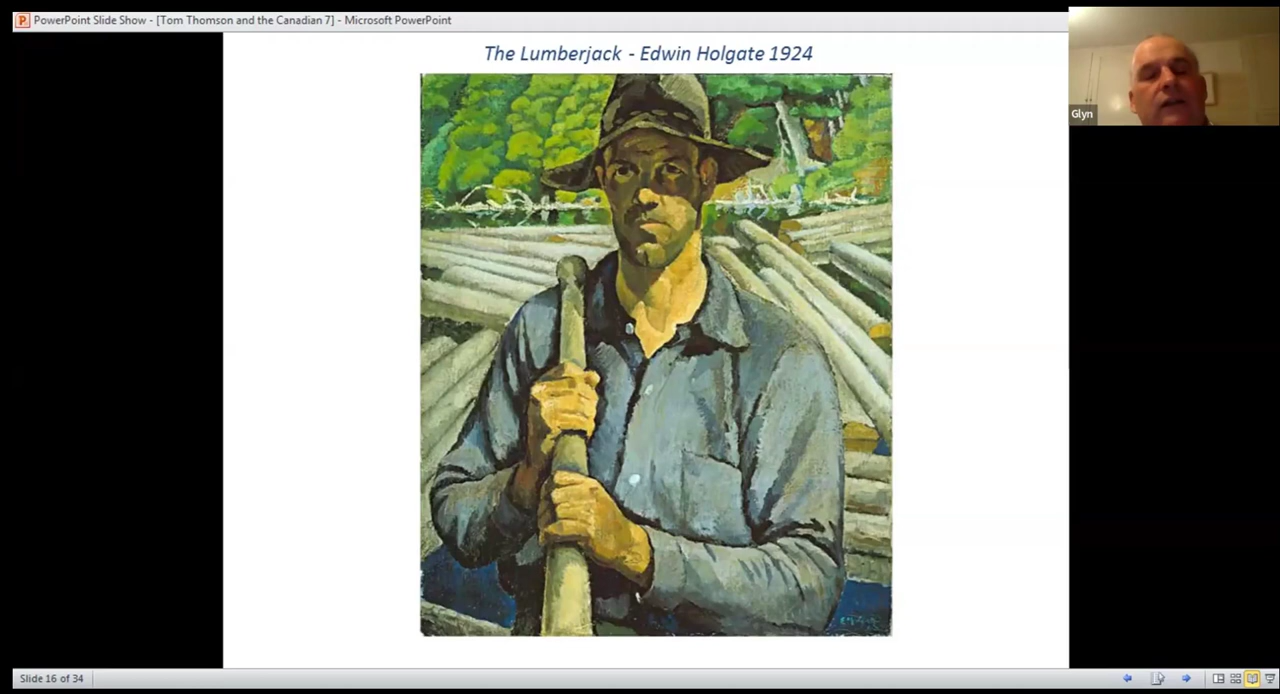 PowerPoint Slide Show - [Tom Thomson and the Canadian 7] - Microsoft PowerPoint
The Lumberjack - Edwin Holgate 1924
Glyn
Slide 16 of 34